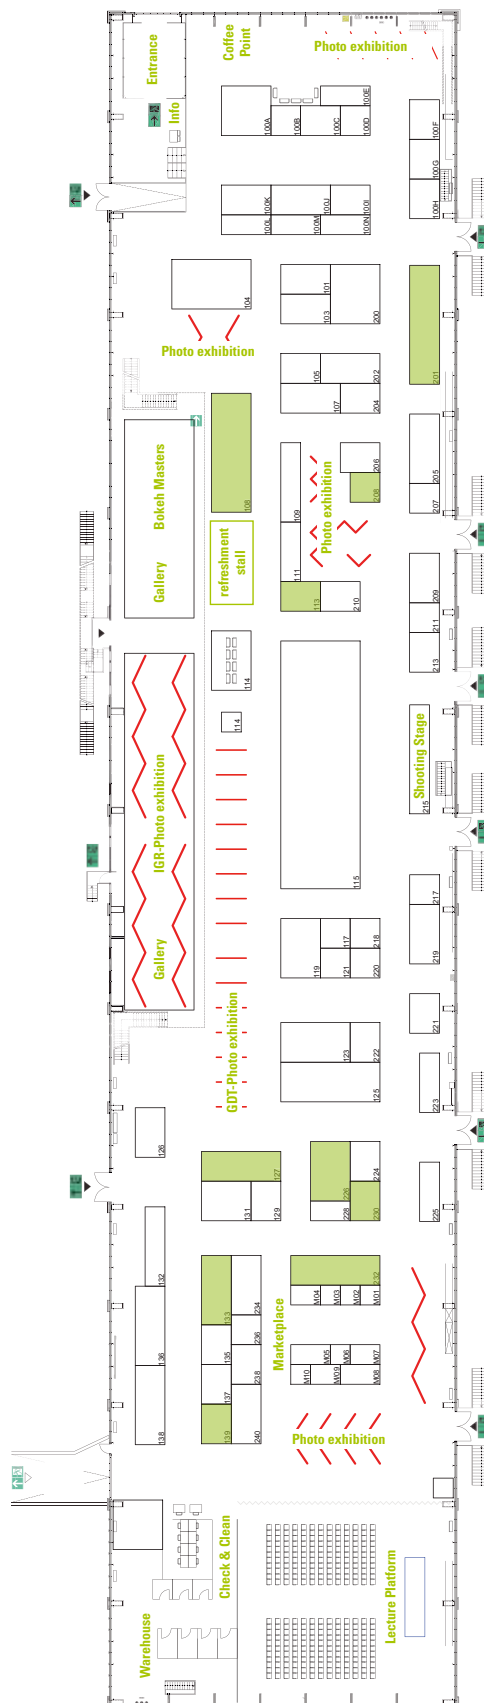 Entrance
Info
Coffee
Point
Photo exhibition
100A
100B
100C
100D
100E
100F
100G
100H
100L
100K
100M
100J
100N
100I
104
101
103
200
201
Photo exhibition
105
107
202
204
108
Bokeh Masters
Gallery
refreshment
stall
109
111
Photo exhibition
206
208
113
210
205
207
209
211
213
114
114
115
Shooting Stage
215
IGR-Photo exhibition
Gallery
GDT-Photo exhibition
119
117
121
218
220
217
219
221
123
125
222
223
126
127
131
129
224
226
228
230
225
132
136
138
133
135
137
139
234
236
238
240
Marketplace
232
M04
M03
M02
M01
M05
M06
M07
M10
M09
M08
Photo exhibition
Check & Clean
Warehouse
Lecture Platform